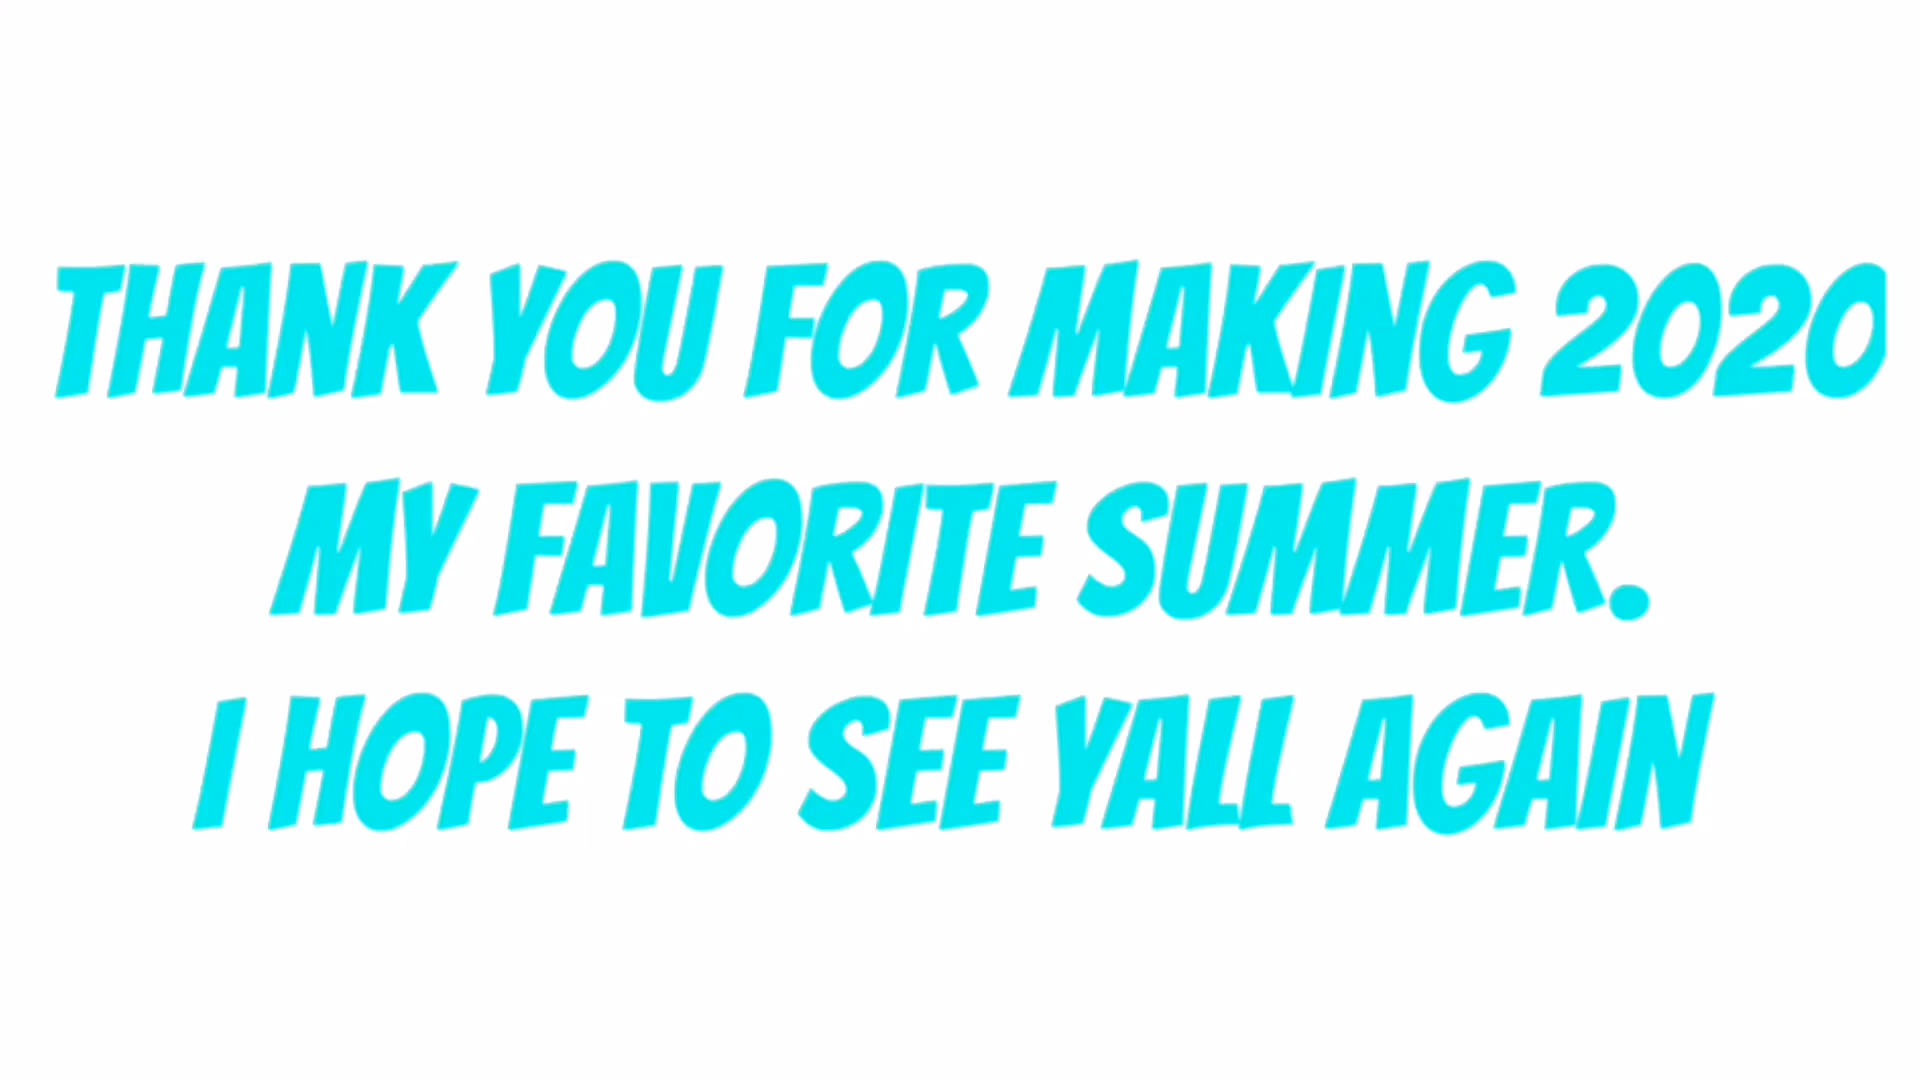 THANK YOU FOR MAKING 2020
MY FAVORITE SUMMER.
I HOPE TO SEE YALL AGAIN